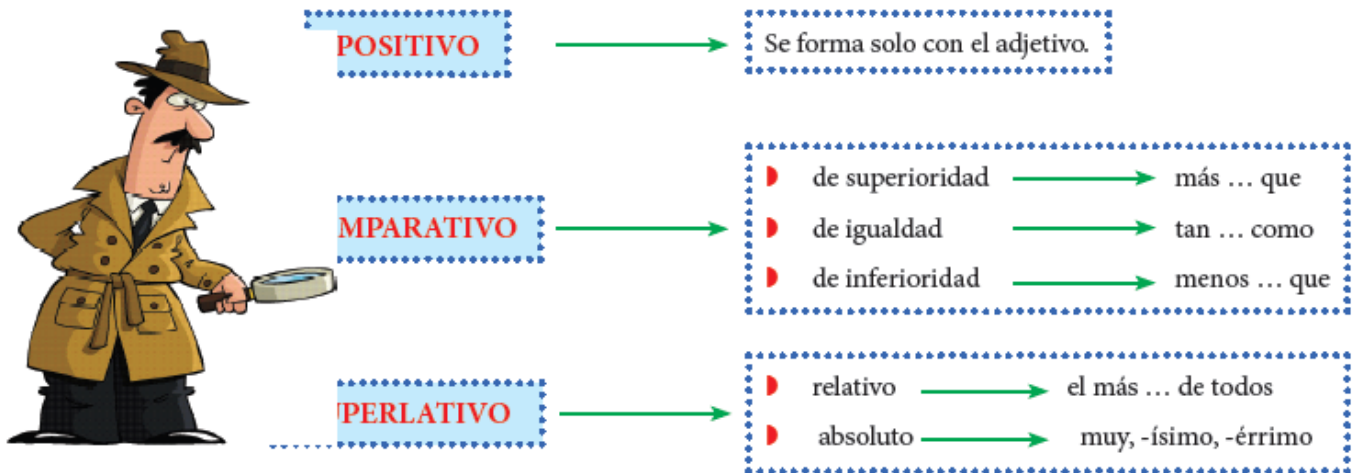 POSITIVO
Se forma solo con el adjetivo.
de superioridad más … que
MPARATIVO
de igualdad tan … como
de inferioridad menos … que
relativo el más … de todos
UPERLATIVO
absoluto muy, -ísimo, -érrimo